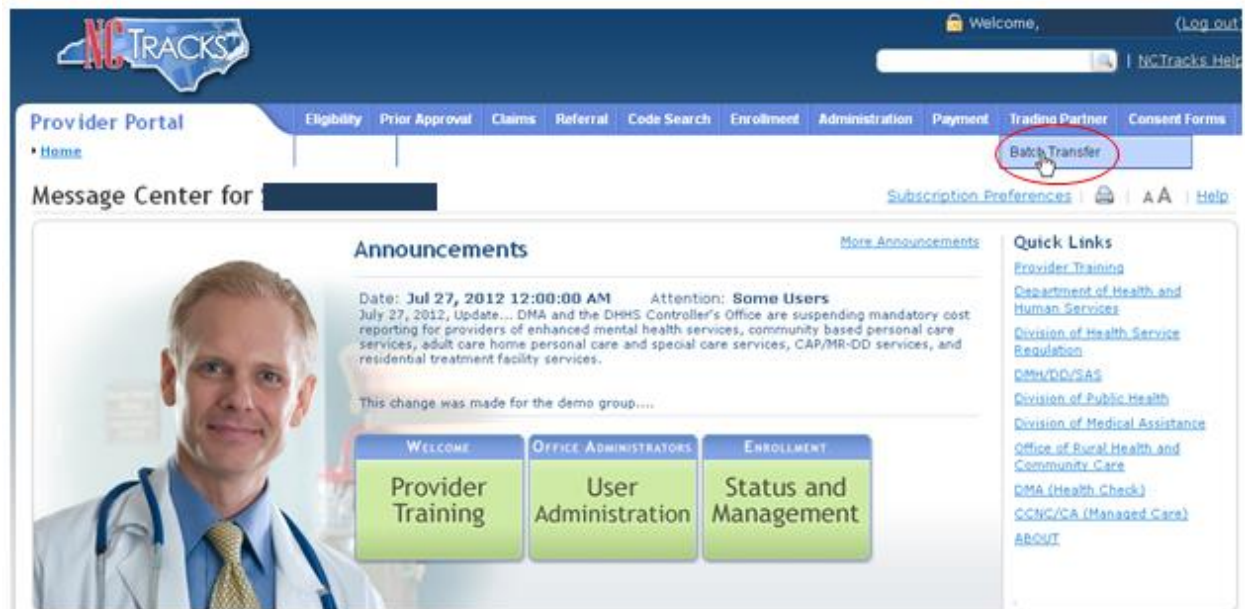 NCTRACKS
Welcome, (Log out
NCTracks Help
Provider Portal
Eligibility Prior Approval Claims Referral Code Search Enrollment Administration Payment Trading Partner Consent Forms
Home
Batch Transfer
Message Center for
Subscription Preferences | A A | Help
Announcements
More Announcements
Date: Jul 27, 2012 12:00:00 AM Attention: Some Users
July 27, 2012, Update... DMA and the DHHS Controller's Office are suspending mandatory cost
reporting for providers of enhanced mental health services, community based personal care
services, adult care home personal care and special care services, CAP/MR-DD services, and
residential treatment facility services.
This change was made for the demo group....
WELCOME
Provider
Training
OFFICE ADMINISTRATORS
User
Administration
ENROLLMENT
Status and
Management
Quick Links
Provider Training
Department of Health and
Human Services
Division of Health Service
Regulation
DMH/DD/SAS
Division of Public Health
Division of Medical Assistance
Office of Rural Health and
Community Care
DMA (Health Check)
CCNC/CA (Managed Care)
ABOUT